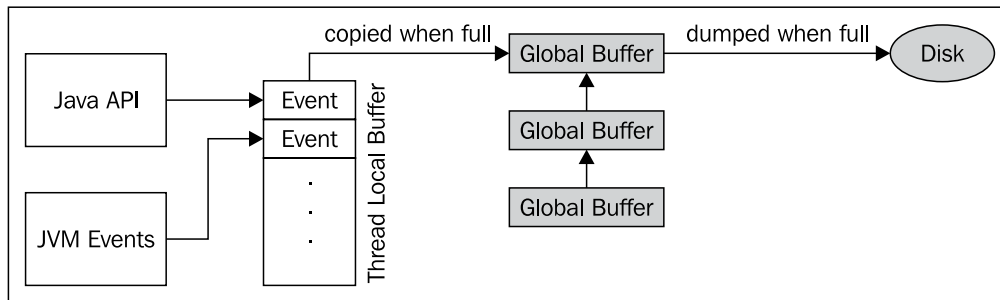 copied when full
dumped when full
Global Buffer
Disk
Java API
Event
Event
Thread Local Buffer
Global Buffer
.
.
.
Global Buffer
JVM Events